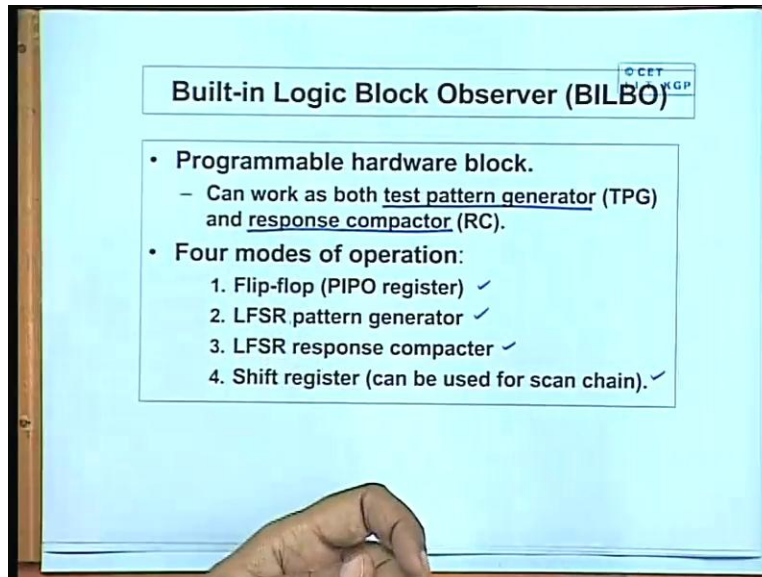 © CET
I.I.T. KGP
Built-in Logic Block Observer (BILBO)
• Programmable hardware block.
– Can work as both test pattern generator (TPG)
and response compactor (RC).
• Four modes of operation:
1. Flip-flop (PIPO register) ✓
2. LFSR pattern generator ✓
3. LFSR response compacter ✓
4. Shift register (can be used for scan chain). ✓